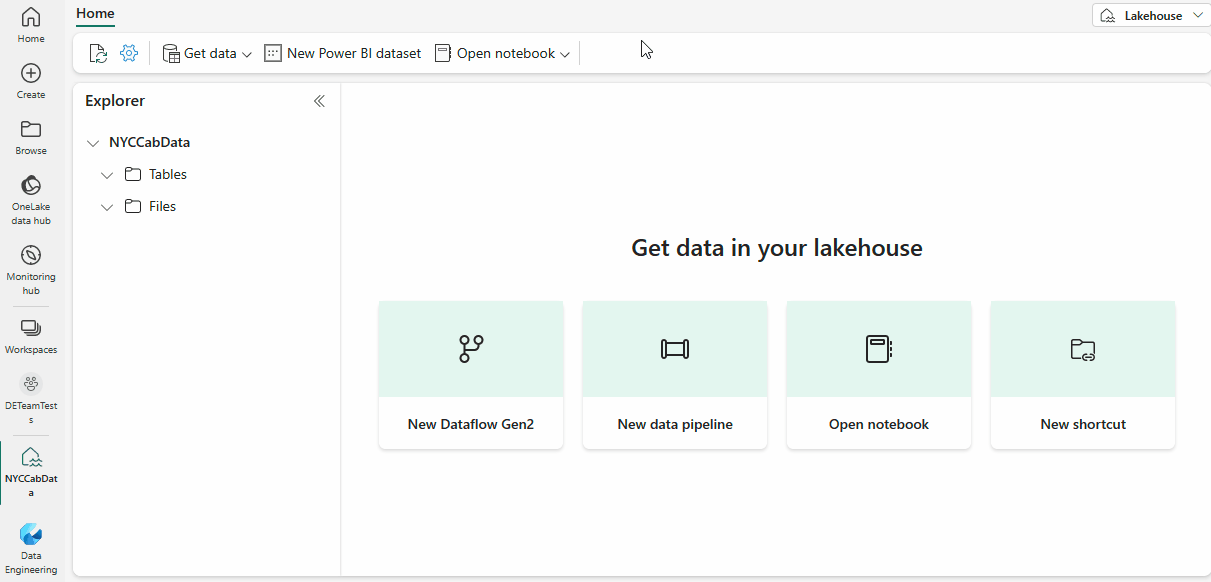 Home
Create
Browse
OneLake
data hub
Monitoring
hub
Workspaces
DETeamTest
s
NYCCabDat
a
Data
Engineering
Home
Lakehouse
Get data
New Power BI dataset
Open notebook
Explorer
NYCCabData
Tables
Files
Get data in your lakehouse
New Dataflow Gen2
New data pipeline
Open notebook
New shortcut